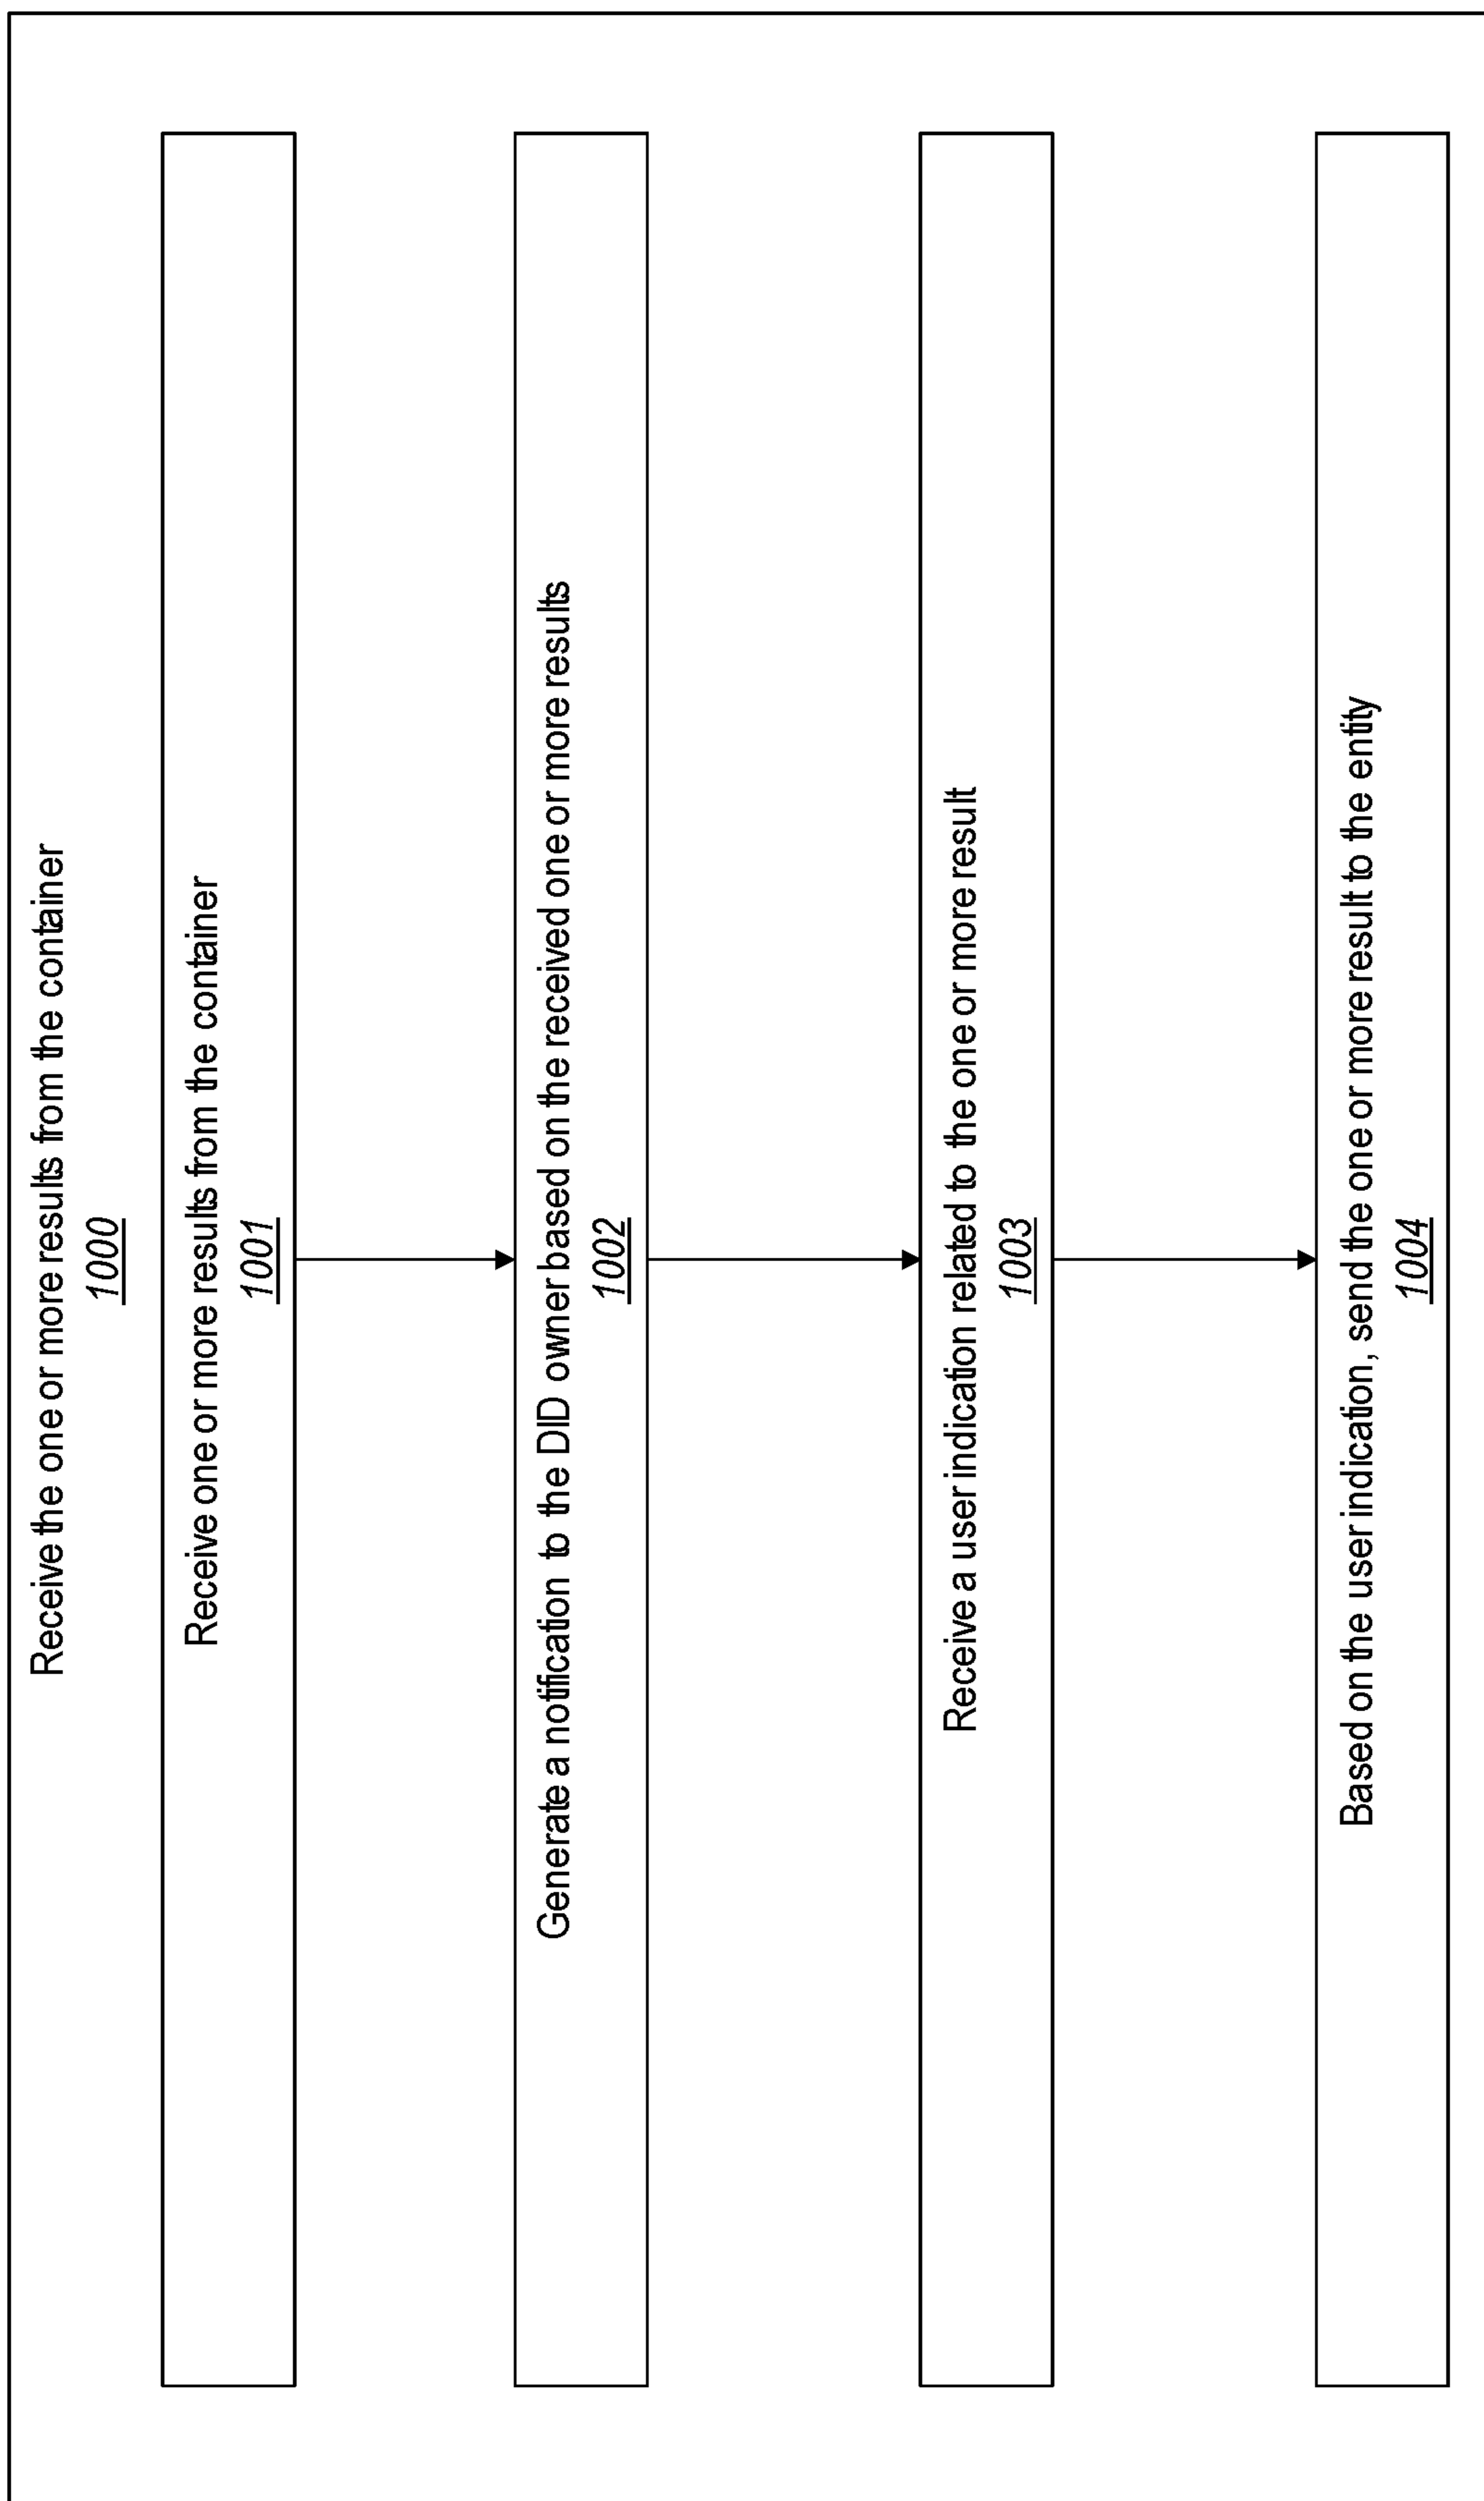 Receive the one or more results from the container
1000
Receive one or more results from the container
1001
Generate a notification to the DID owner based on the received one or more results
1002
Receive a user indication related to the one or more result
1003
Based on the user indication, send the one or more result to the entity
1004